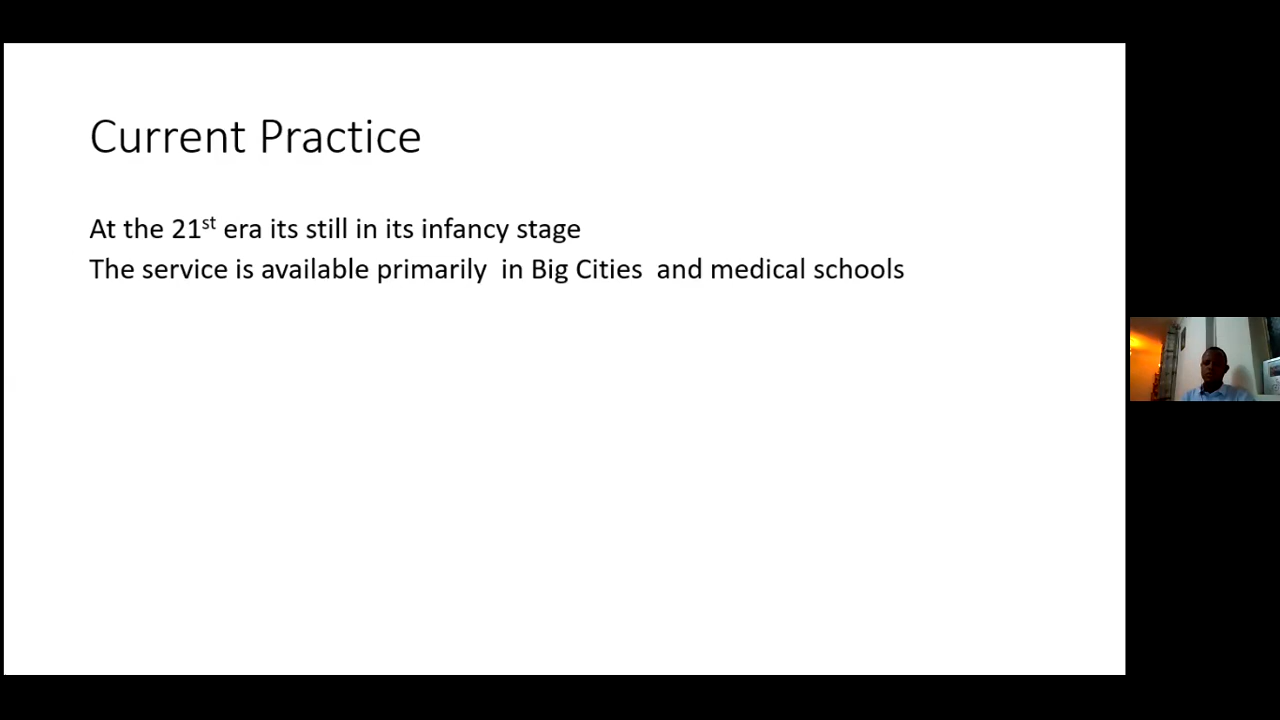 Current Practice
At the 21st era its still in its infancy stage
The service is available primarily  in Big Cities  and medical schools